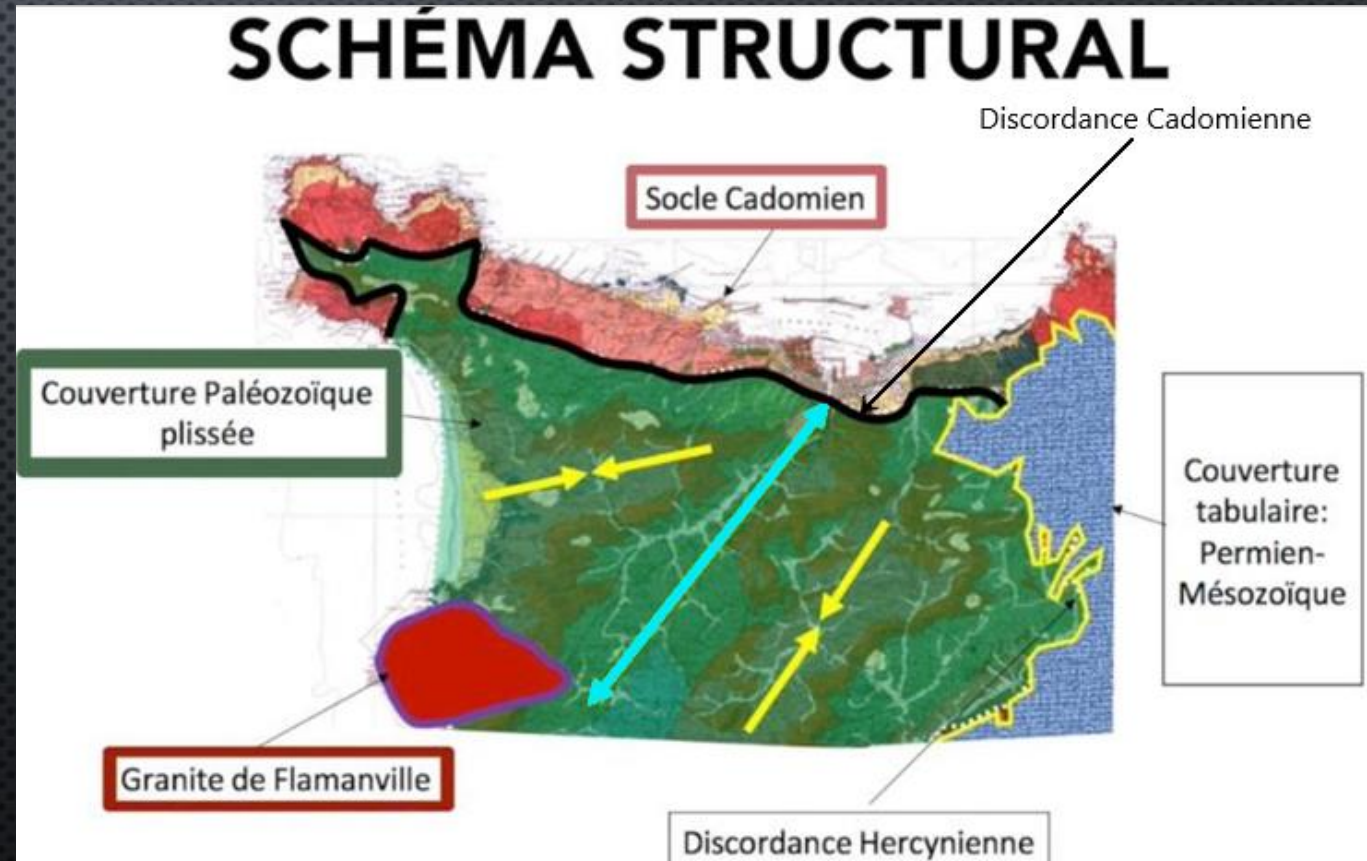 SCHÉMA STRUCTURAL
Discordance Cadomienne
Socle Cadomien
Couverture Paléozoïque
plissée
Couverture
tabulaire:
Permien-
Mésozoïque
Granite de Flamanville
Discordance Hercynienne